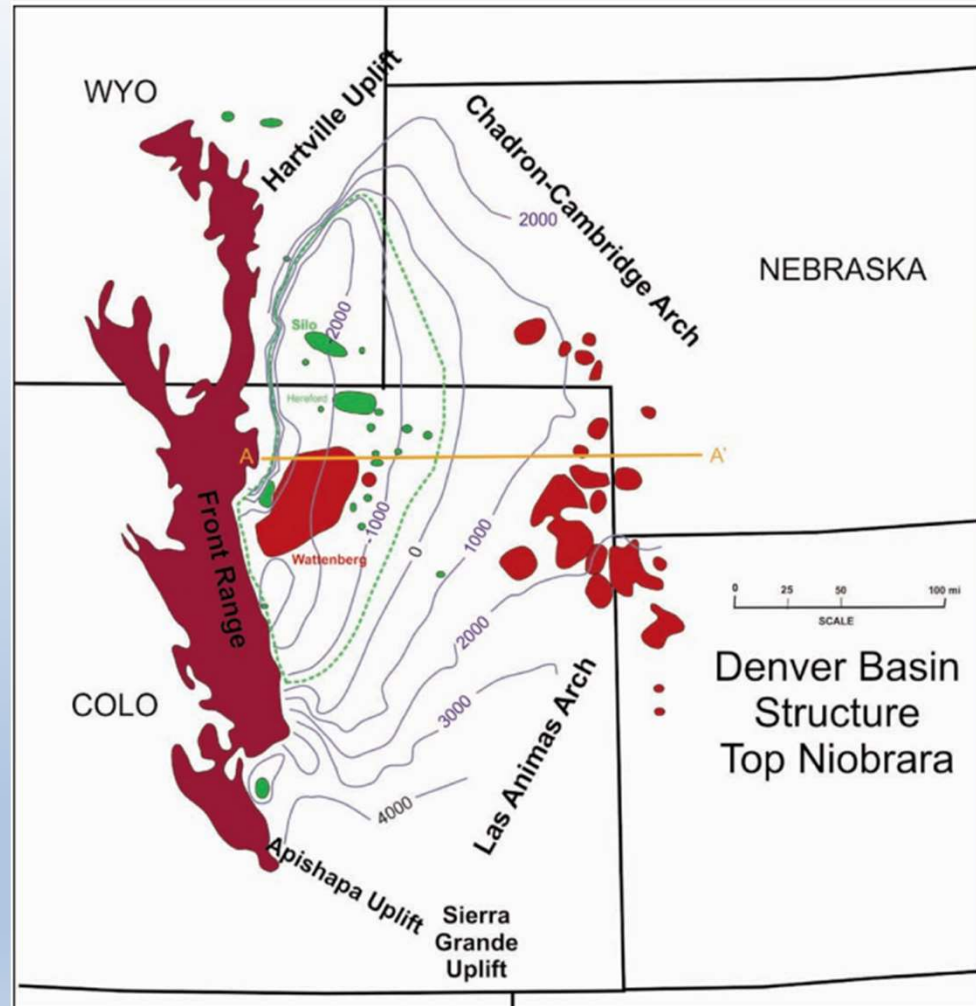 WYO
Hartville Uplift
Chadron-Cambridge Arch
2000
NEBRASKA
Silo
-2000
Hereford
A
A'
Front Range
-1000
0
1000
Wattenberg
2000
0 25 50 100 mi
SCALE
Denver Basin
Structure
Top Niobrara
COLO
3000
Las Animas Arch
4000
Apishapa Uplift
Sierra
Grande
Uplift